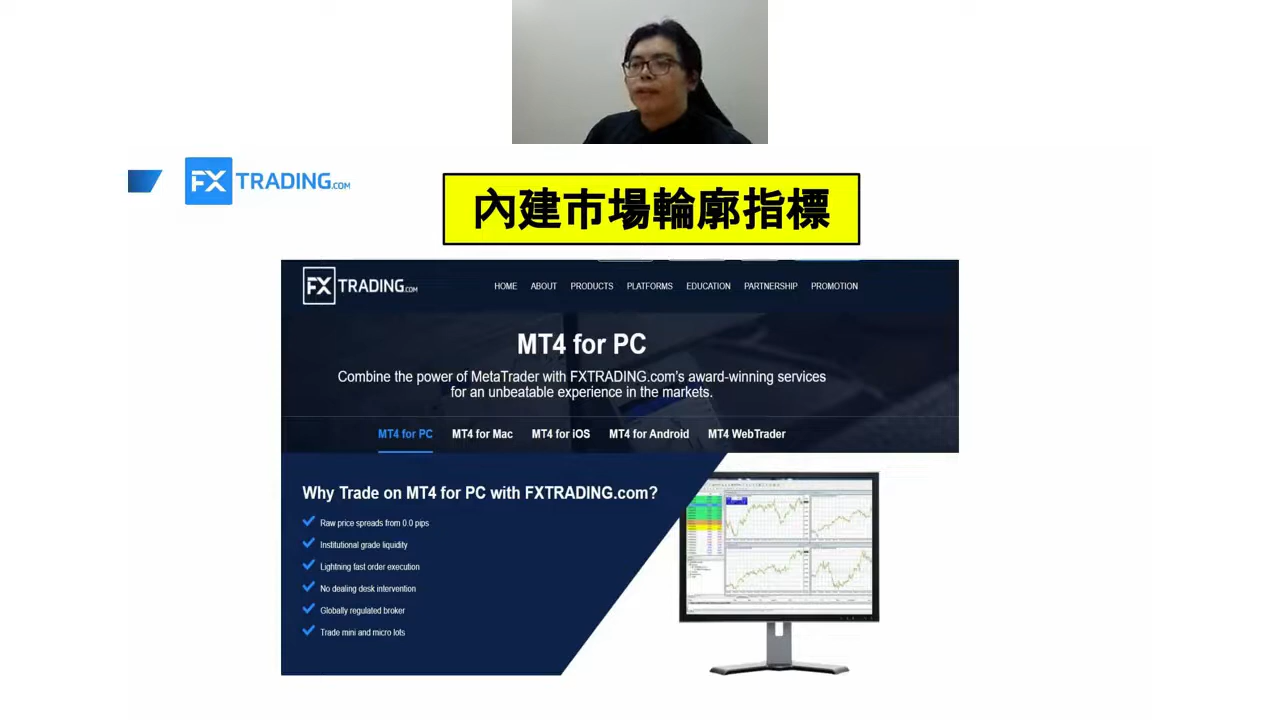 FX TRADING.COM
內建市場輪廓指標
FX TRADING.COM
HOME ABOUT PRODUCTS PLATFORMS EDUCATION PARTNERSHIP PROMOTION
MT4 for PC
Combine the power of MetaTrader with FXTRADING.com's award-winning services
for an unbeatable experience in the markets.
MT4 for PC MT4 for Mac MT4 for iOS MT4 for Android MT4 WebTrader
Why Trade on MT4 for PC with FXTRADING.com?
Raw price spreads from 0.0 pips
Institutional grade liquidity
Lightning fast order execution
No dealing desk intervention
Globally regulated broker
Trade mini and micro lots